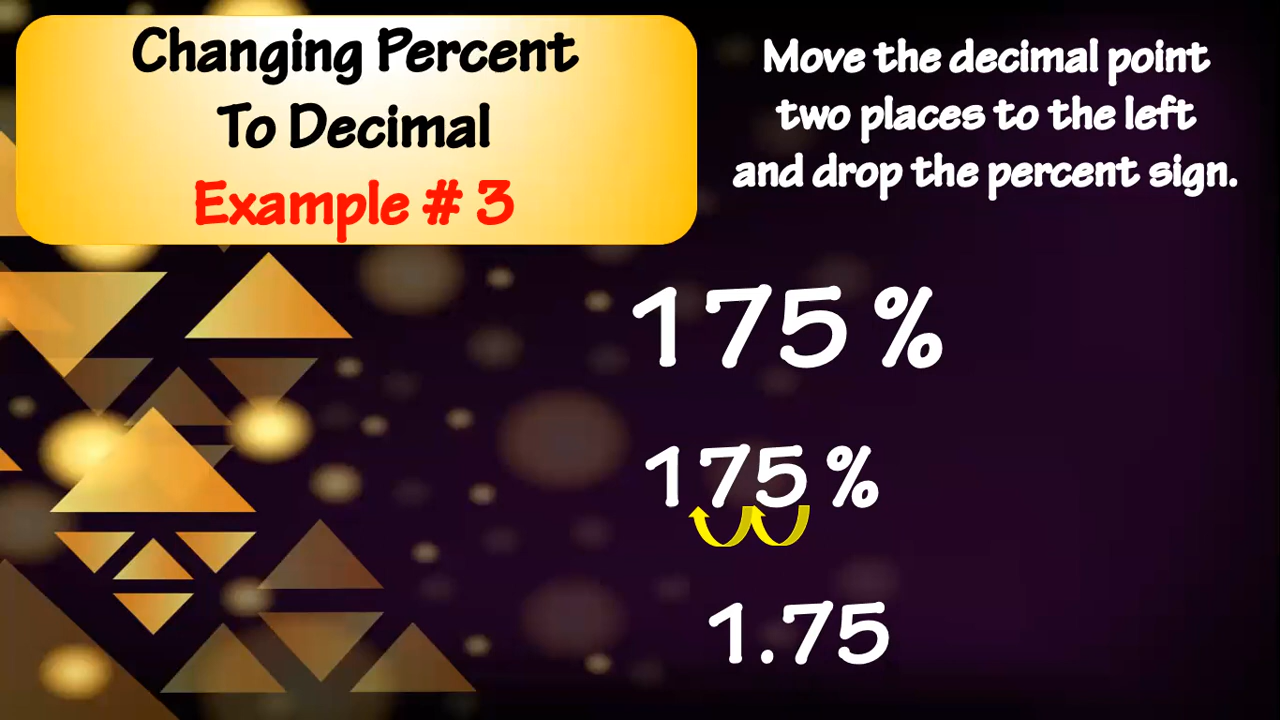 Changing Percent
To Decimal
Example # 3
Move the decimal point
two places to the left
and drop the percent sign.
175 %
175 %
1.75